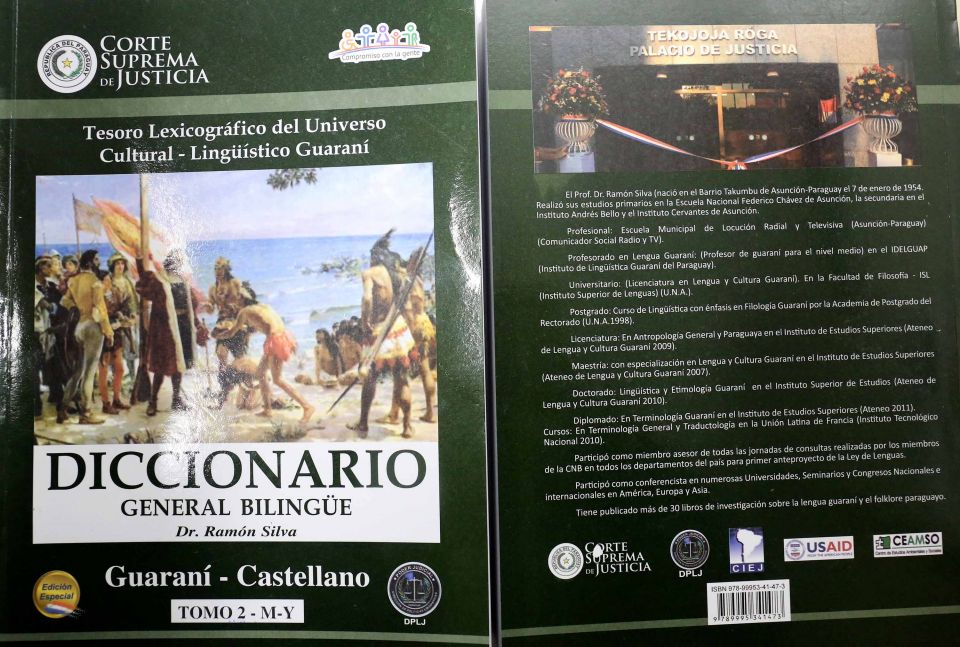 CORTE
SUPREMA
DE JUSTICIA
REPUBLICA DEL PARAGUAY
Compromiso con la gente
Tesoro Lexicográfico del Universo
Cultural - Lingüístico Guaraní
DICCIONARIO
GENERAL BILINGÜE
Dr. Ramón Silva
Guaraní - Castellano
TOMO 2 - M-Y
Edición
Especial
PODER JUDICIAL
DPLJ
TEKOJOJA RÓGA
PALACIO DE JUSTICIA
El Prof. Dr. Ramón Silva (nació en el Barrio Takumbu de Asunción-Paraguay el 7 de enero de 1954.
Realizó sus estudios primarios en la Escuela Nacional Federico Chávez de Asunción, la secundaria en el
Instituto Andrés Bello y el Instituto Cervantes de Asunción.
Profesional: Escuela Municipal de Locución Radial y Televisiva (Asunción-Paraguay)
(Comunicador Social Radio y TV).
Profesorado en Lengua Guaraní: (Profesor de guaraní para el nivel medio) en el IDELGUAP
(Instituto de Lingüística Guaraní del Paraguay).
Universitario: (Licenciatura en Lengua y Cultura Guaraní). En la Facultad de Filosofía - ISL
(Instituto Superior de Lenguas) (U.N.A.).
Postgrado: Curso de Lingüística con énfasis en Filología Guaraní por la Academia de Postgrado del
Rectorado (U.N.A.1998).
Licenciatura: En Antropología General y Paraguaya en el Instituto de Estudios Superiores (Ateneo
de Lengua y Cultura Guaraní 2009).
Maestría: con especialización en Lengua y Cultura Guaraní en el Instituto de Estudios Superiores
(Ateneo de Lengua y Cultura Guaraní 2007).
Doctorado: Lingüística y Etimología Guaraní en el Instituto Superior de Estudios (Ateneo de
Lengua y Cultura Guaraní 2010).
Diplomado: En Terminología Guaraní en el Instituto de Estudios Superiores (Ateneo 2011).
Cursos: En Terminología General y Traductología en la Unión Latina de Francia (Instituto Tecnológico
Nacional 2010).
Participó como miembro asesor de todas las jornadas de consultas realizadas por los miembros
de la CNB en todos los departamentos del país para primer anteproyecto de la Ley de Lenguas.
Participó como conferencista en numerosas Universidades, Seminarios y Congresos Nacionales e
internacionales en América, Europa y Asia.
Tiene publicado más de 30 libros de investigación sobre la lengua guaraní y el folklore paraguayo.
CORTE
SUPREMA
DE JUSTICIA
DPLJ
CIEJ
USAID
FROM THE AMERICAN PEOPLE
CEAMSO
Centro de Estudios Ambientales y Sociales
ISBN 978-99953-41-47-3
9 789995 341473